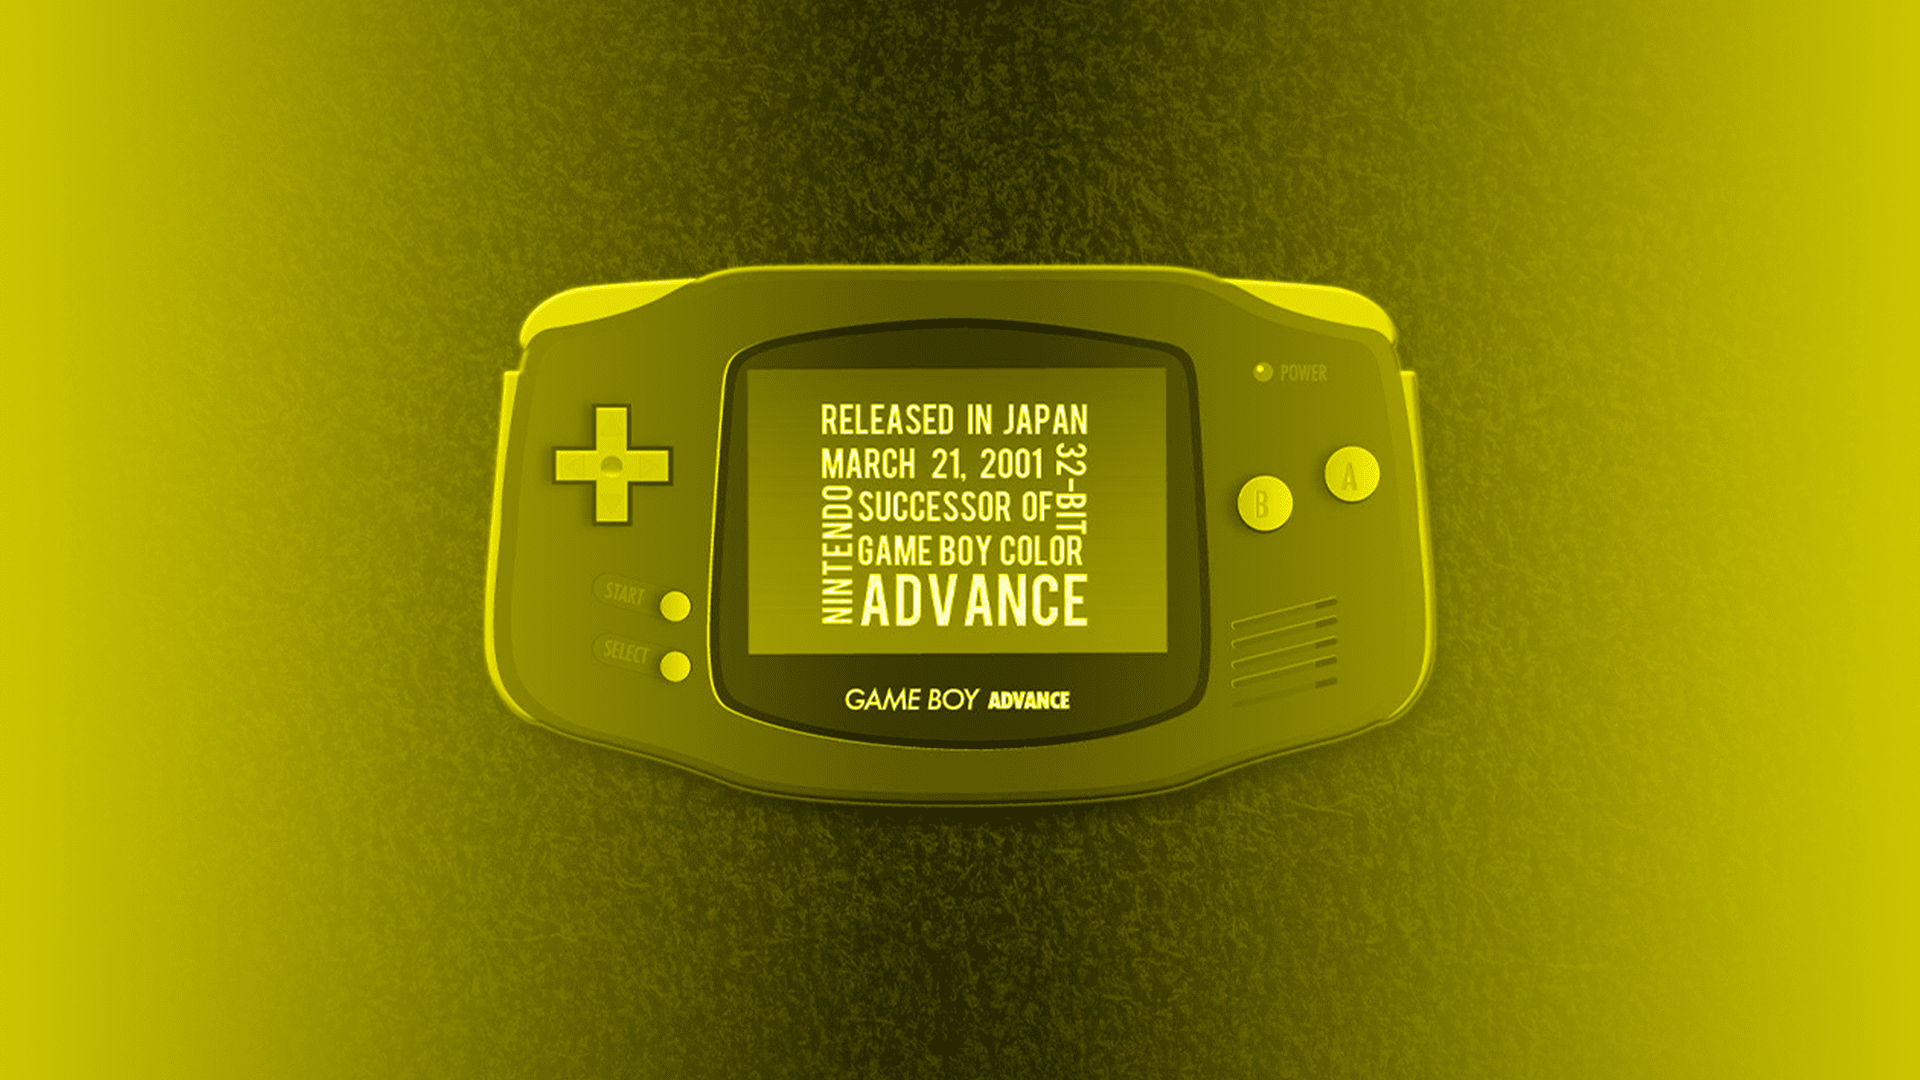 RELEASED IN JAPAN
MARCH 21, 2001
32-BIT
NINTENDO
SUCCESSOR OF
GAME BOY COLOR
ADVANCE
GAME BOY ADVANCE
POWER
A
B
START
SELECT